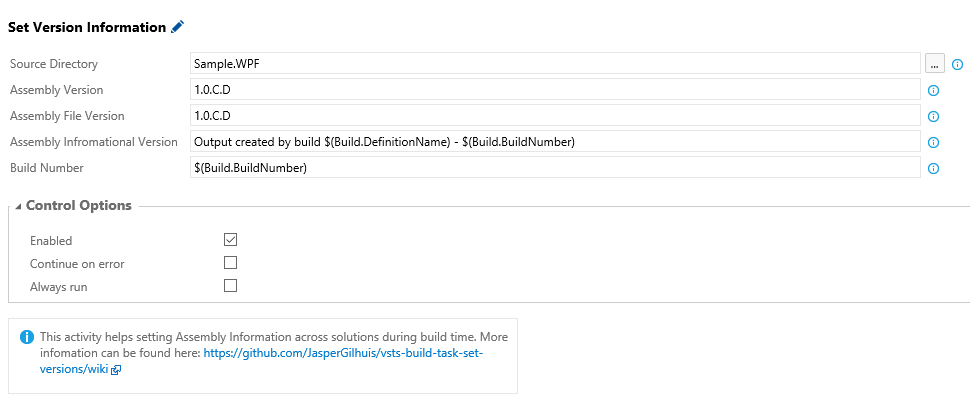 Set Version Information
Source Directory Sample.WPF ...
Assembly Version 1.0.C.D
Assembly File Version 1.0.C.D
Assembly Infromational Version Output created by build $(Build.DefinitionName) - $(Build.BuildNumber)
Build Number $(Build.BuildNumber)
Control Options
Enabled
Continue on error
Always run
This activity helps setting Assembly Information across solutions during build time. More
infomation can be found here: https://github.com/JasperGilhuis/vsts-build-task-set-
versions/wiki